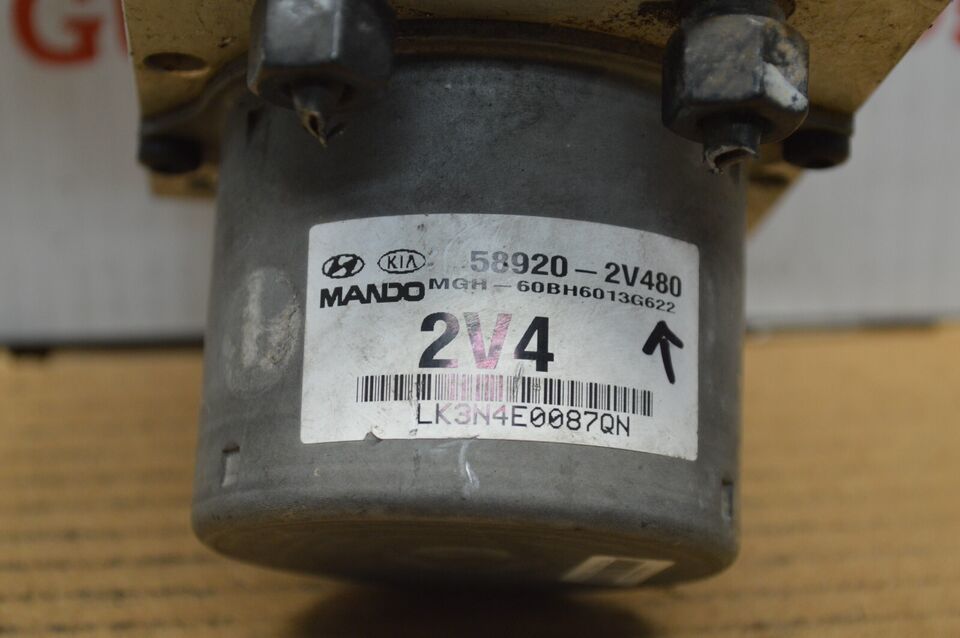 KIA 58920-2V480
MANDO MGH-60BH6013G622
2V4
LK3N4E0087QN